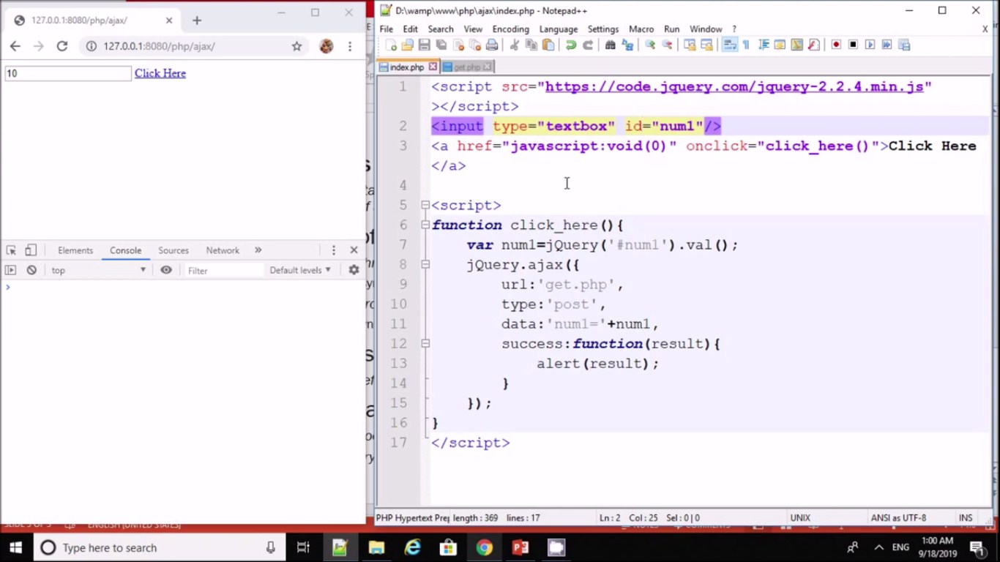 127.0.0.1:8080/php/ajax/
127.0.0.1:8080/php/ajax/
10 Click Here
Elements Console Sources Network »
top Filter Default levels
>
D:\wamp\www\php\ajax\index.php - Notepad++
File Edit Search View Encoding Language Settings Macro Run Window ? X
index.php get.php
1 <script src="https://code.jquery.com/jquery-2.2.4.min.js"
></script>
2 <input type="textbox" id="num1"/>
3 <a href="javascript:void(0)" onclick="click_here()">Click Here
</a>
4
5 <script>
6 function click_here(){
7 var num1=jQuery('#num1').val();
8 jQuery.ajax({
9 url:'get.php',
10 type:'post',
11 data:'num1='+num1,
12 success:function(result){
13 alert(result);
14 }
15 });
16 }
17 </script>
PHP Hypertext Prep length : 369 lines : 17 Ln : 2 Col : 25 Sel : 0 | 0 UNIX ANSI as UTF-8 INS
ENGLISH (UNITED STATES)
Type here to search
ENG
1:00 AM
9/18/2019
1